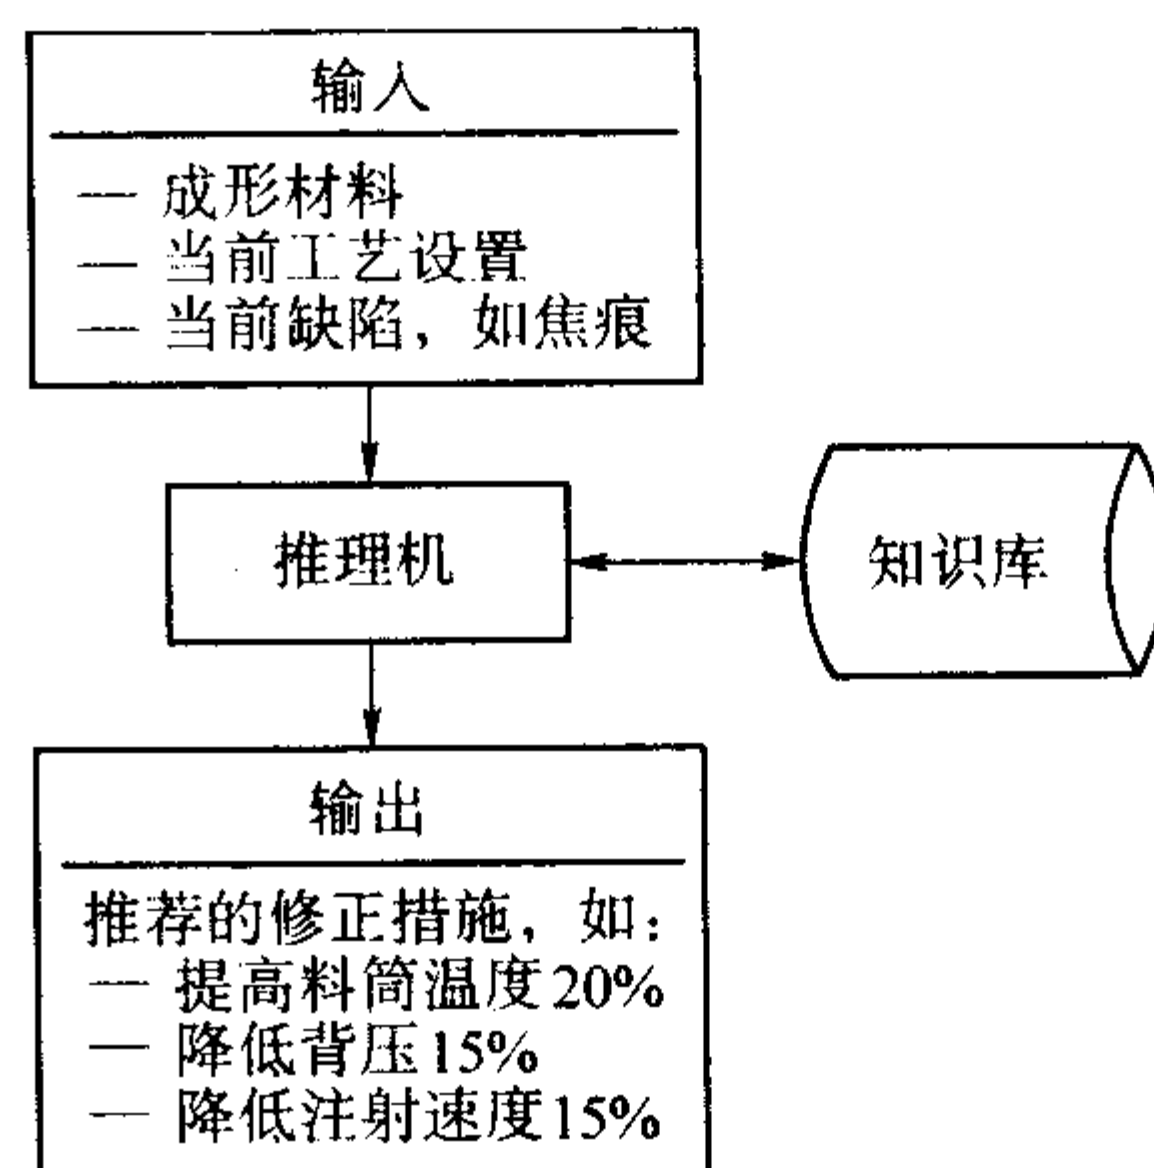 输入
— 成形材料
— 当前工艺设置
— 当前缺陷，如焦痕
推理机
知识库
输出
推荐的修正措施，如：
— 提高料筒温度20%
— 降低背压15%
— 降低注射速度15%